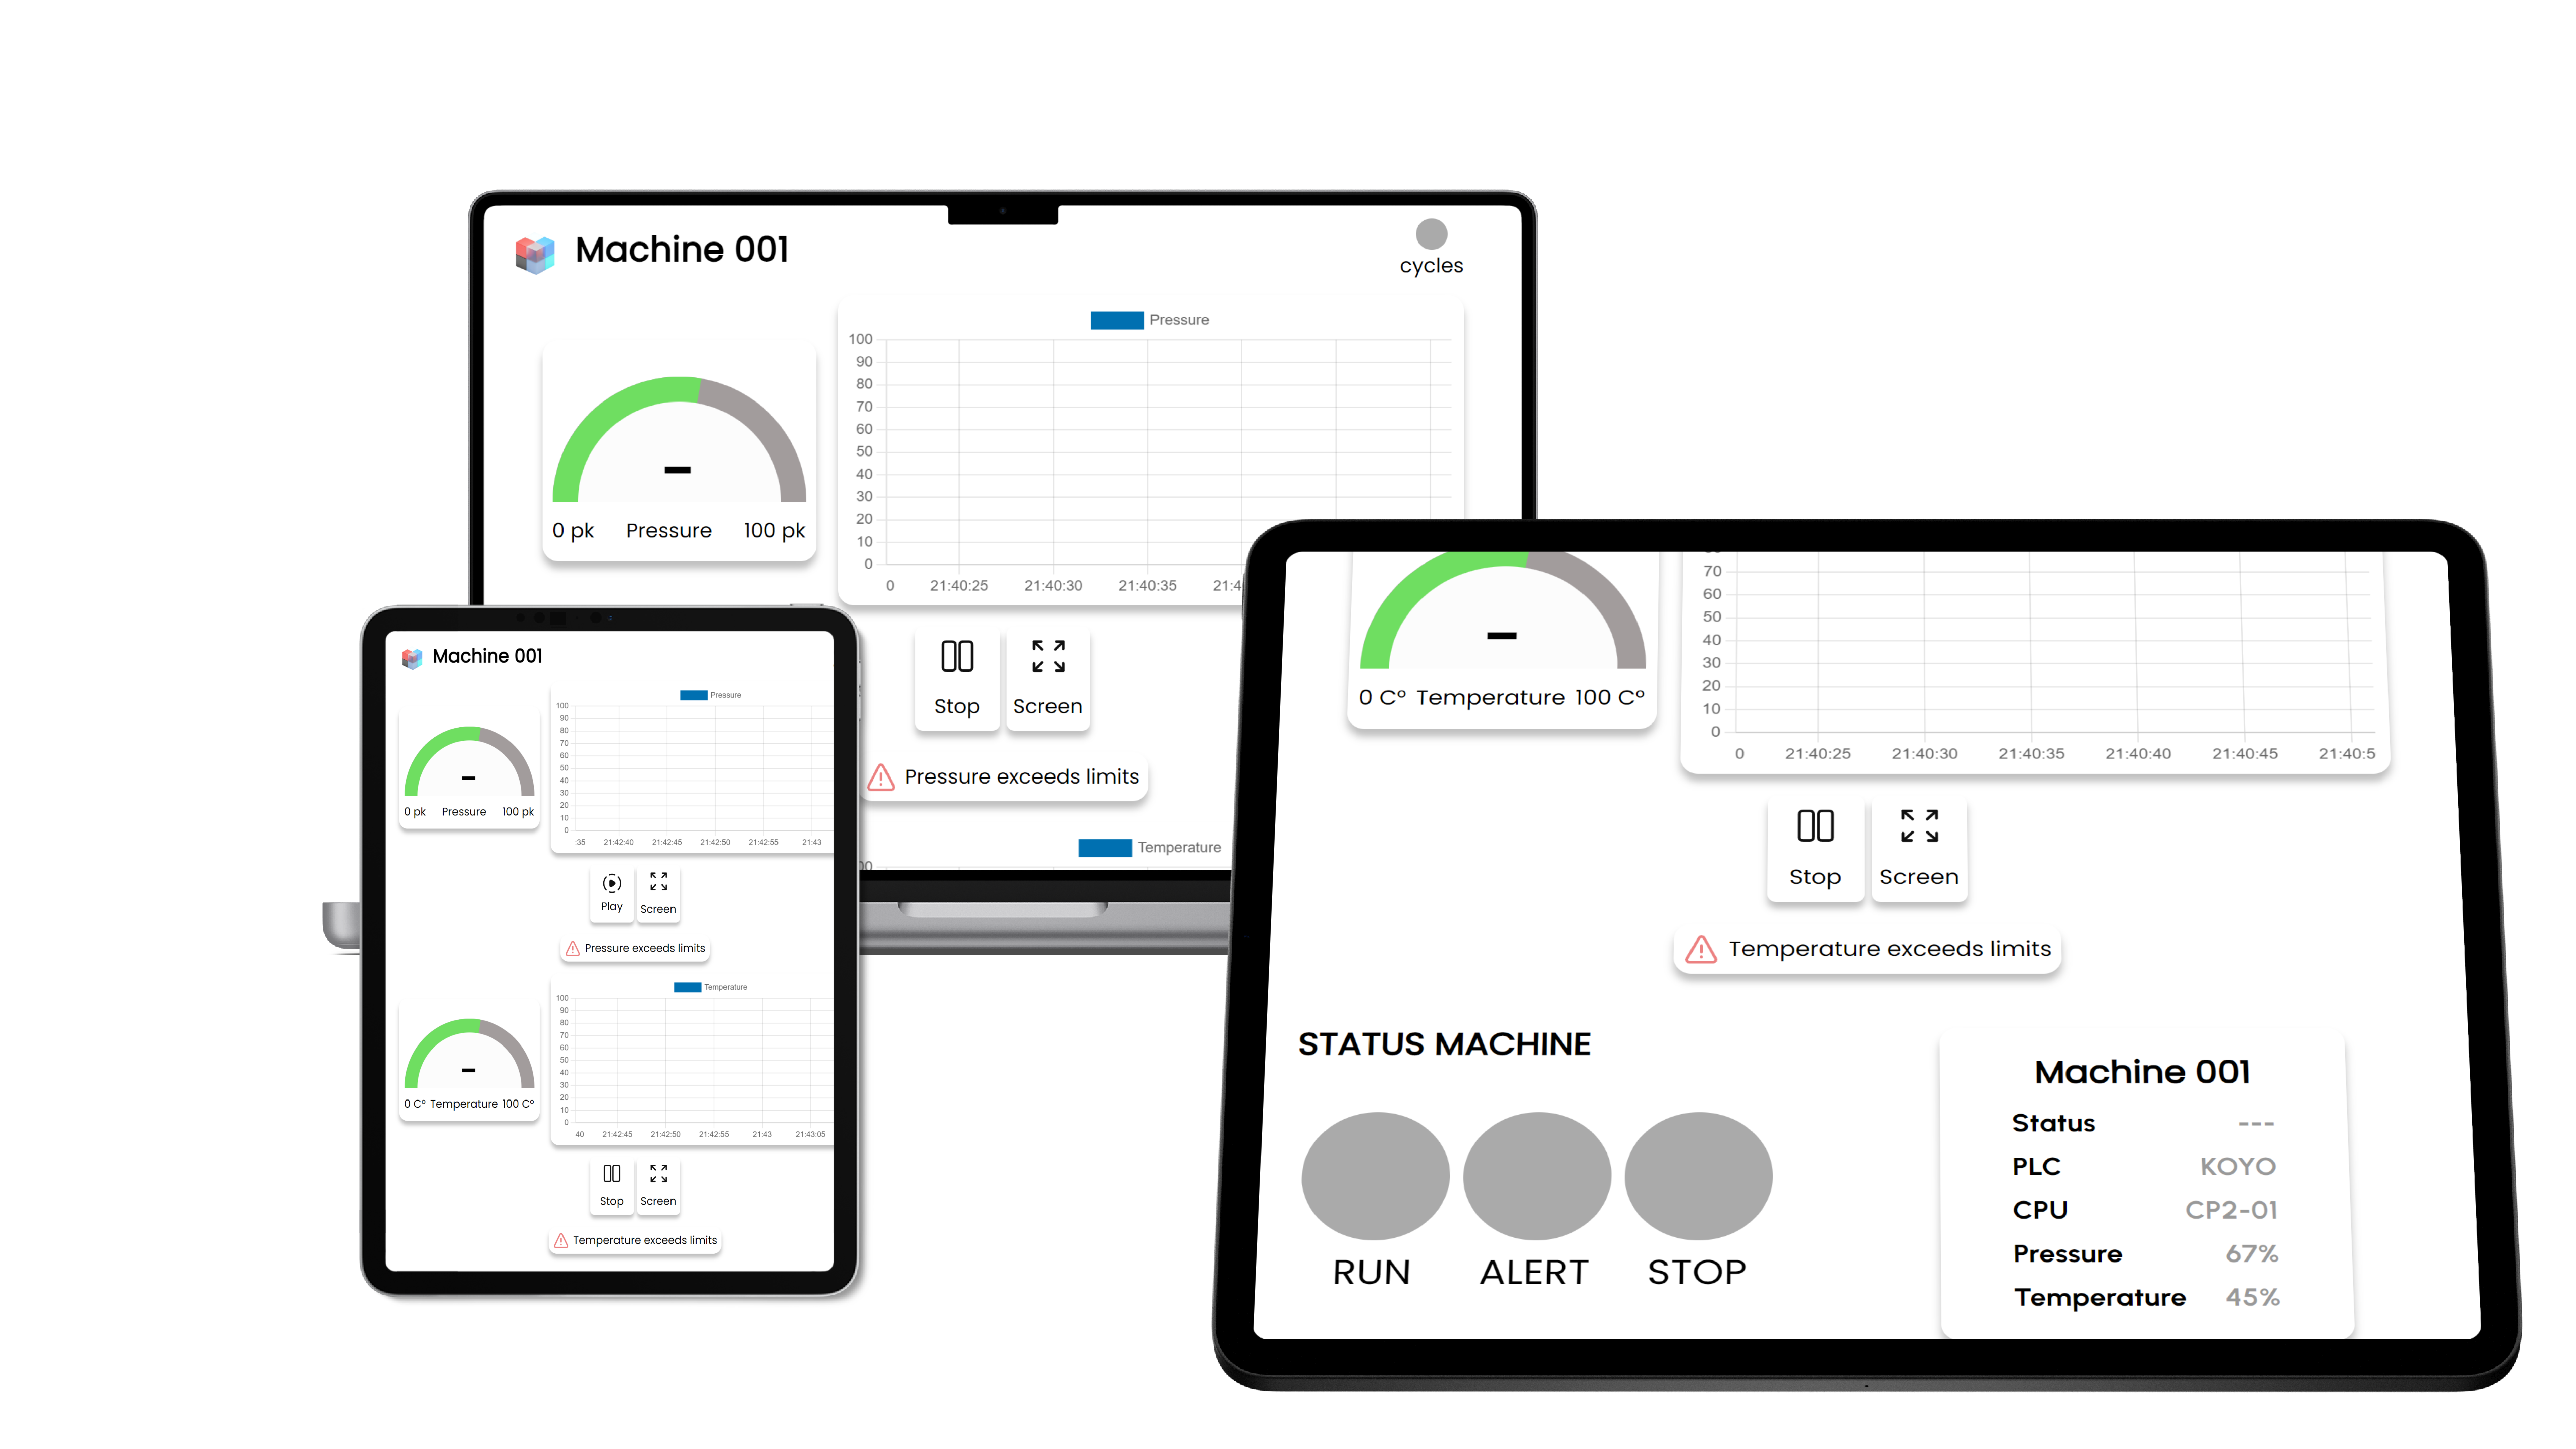 Machine 001
cycles
Pressure
100
90
80
70
60
50
40
30
20
10
0
0 21:40:25 21:40:30 21:40:35 21:4
–
0 pk Pressure 100 pk
Stop Screen
Pressure exceeds limits
Temperature
Machine 001
Pressure
100
90
80
70
60
50
40
30
20
10
0
:35 21:42:40 21:42:45 21:42:50 21:42:55 21:43
–
0 pk Pressure 100 pk
Play Screen
Pressure exceeds limits
Temperature
100
90
80
70
60
50
40
30
20
10
0
40 21:42:45 21:42:50 21:42:55 21:43 21:43:05
–
0 Cº Temperature 100 Cº
Stop Screen
Temperature exceeds limits
–
0 Cº Temperature 100 Cº
70
60
50
40
30
20
10
0
0 21:40:25 21:40:30 21:40:35 21:40:40 21:40:45 21:40:5
Stop Screen
Temperature exceeds limits
STATUS MACHINE
RUN ALERT STOP
Machine 001
Status ---
PLC KOYO
CPU CP2-01
Pressure 67%
Temperature 45%